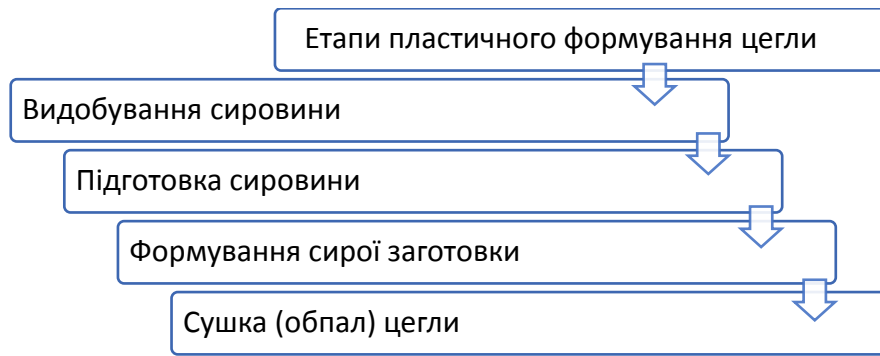 Етапи пластичного формування цегли
Видобування сировини
Підготовка сировини
Формування сирої заготовки
Сушка (обпал) цегли